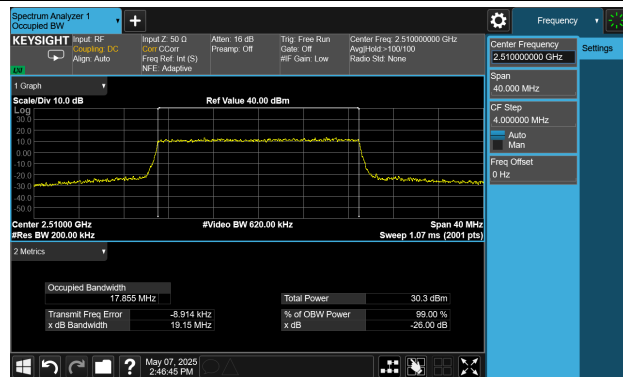 Spectrum Analyzer 1
Occupied BW
Frequency
KEYSIGHT
Input: RF
Coupling: DC
Align: Auto
Input Z: 50 Ω
Corr CCorr
Freq Ref: Int (S)
NFE: Adaptive
Atten: 16 dB
Preamp: Off
Trig: Free Run
Gate: Off
#IF Gain: Low
Center Freq: 2.510000000 GHz
Avg|Hold:>100/100
Radio Std: None
Center Frequency
2.510000000 GHz
Settings
Span
40.000 MHz
CF Step
4.000000 MHz
Auto
Man
Freq Offset
0 Hz
1 Graph
Scale/Div 10.0 dB
Ref Value 40.00 dBm
Log
30.0
20.0
10.0
0.00
-10.0
-20.0
-30.0
-40.0
-50.0
Center 2.51000 GHz
#Video BW 620.00 kHz
Span 40 MHz
#Res BW 200.00 kHz
Sweep 1.07 ms (2001 pts)
2 Metrics
Occupied Bandwidth
17.855 MHz
Total Power
30.3 dBm
Transmit Freq Error
-8.914 kHz
% of OBW Power
99.00 %
x dB Bandwidth
19.15 MHz
x dB
-26.00 dB
?
May 07, 2025
2:46:45 PM